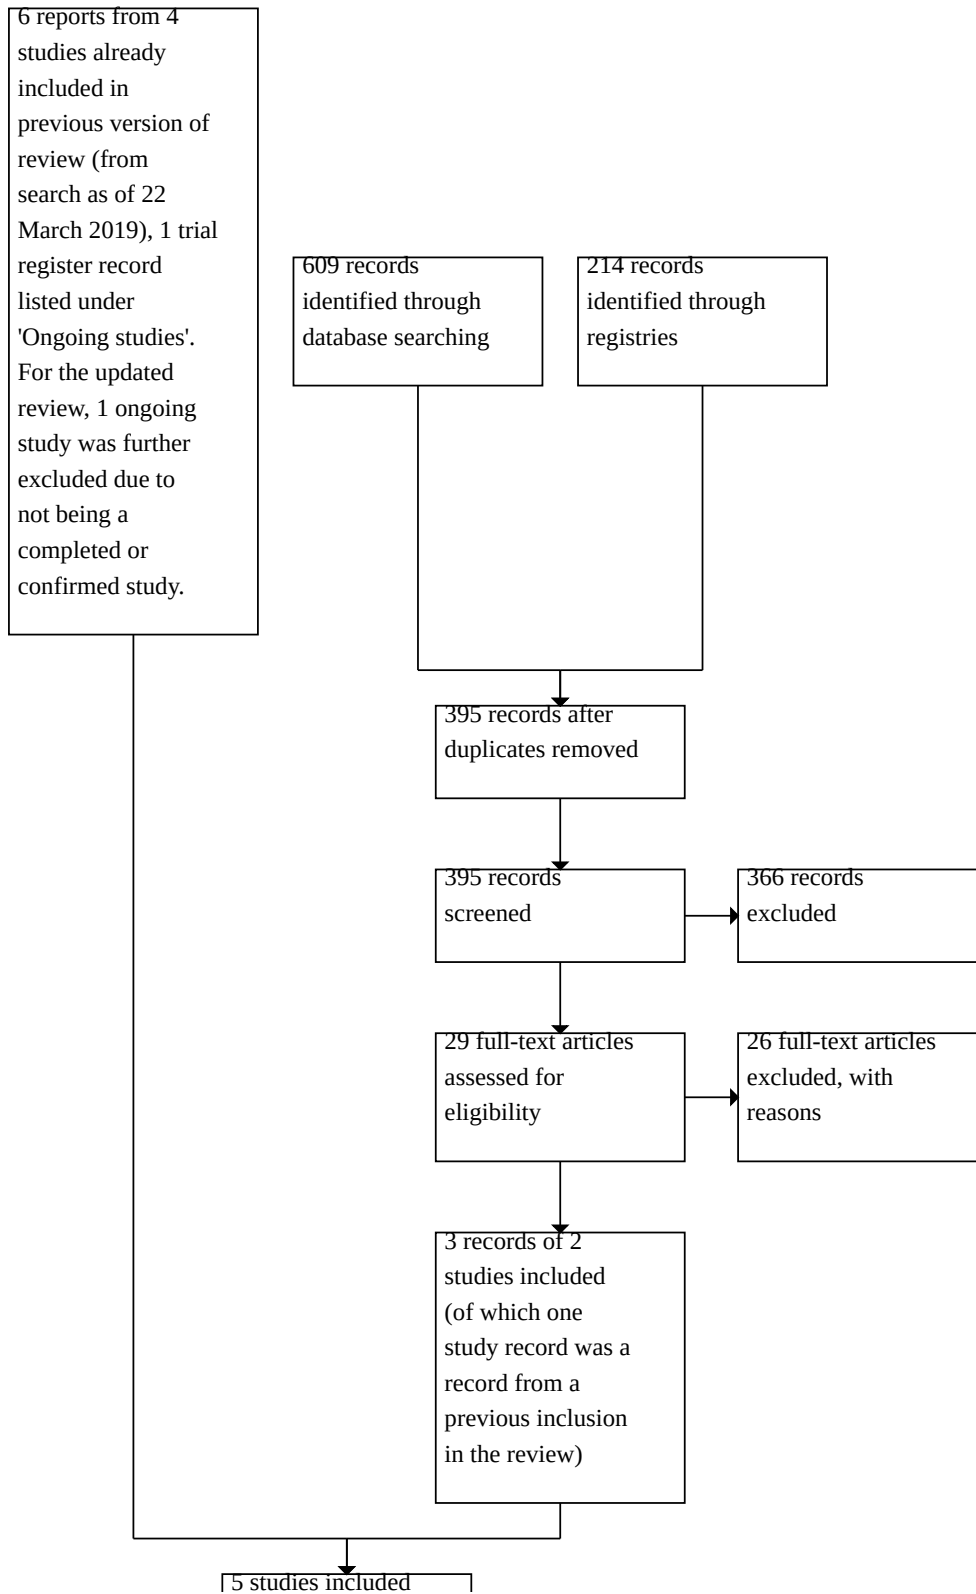 6 reports from 4
studies already
included in
previous version of
review (from
search as of 22
March 2019), 1 trial
register record
listed under
'Ongoing studies'.
For the updated
review, 1 ongoing
study was further
excluded due to
not being a
completed or
confirmed study.
609 records
identified through
database searching
214 records
identified through
registries
395 records after
duplicates removed
395 records
screened
366 records
excluded
29 full-text articles
assessed for
eligibility
26 full-text articles
excluded, with
reasons
3 records of 2
studies included
(of which one
study record was a
record from a
previous inclusion
in the review)
5 studies included